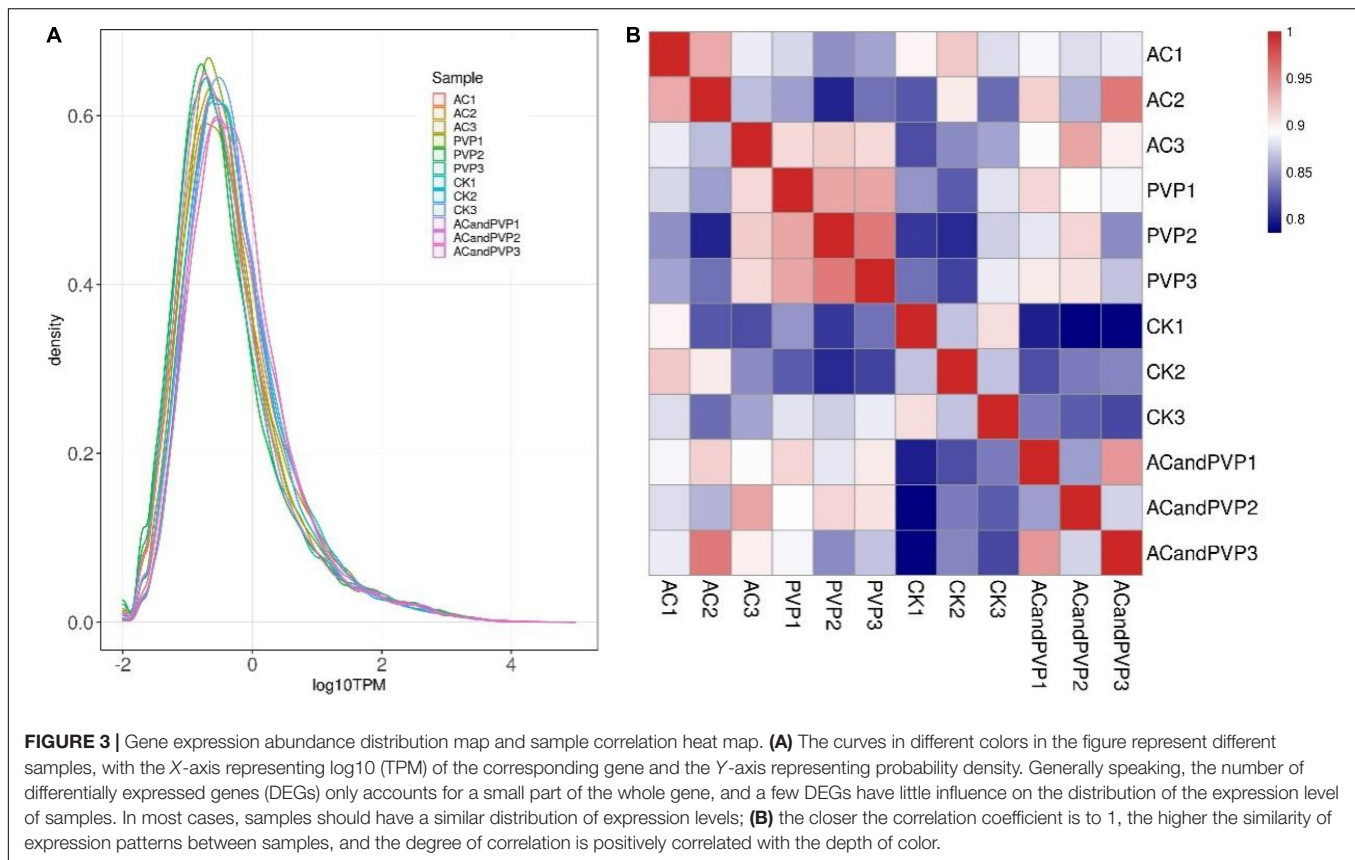 A
density
0.6
0.4
0.2
0.0
-2
0
2
4
log10TPM
Sample
AC1
AC2
AC3
PVP1
PVP2
PVP3
CK1
CK2
CK3
ACandPVP1
ACandPVP2
ACandPVP3
B
AC1
AC2
AC3
PVP1
PVP2
PVP3
CK1
CK2
CK3
ACandPVP1
ACandPVP2
ACandPVP3
AC1
AC2
AC3
PVP1
PVP2
PVP3
CK1
CK2
CK3
ACandPVP1
ACandPVP2
ACandPVP3
1
0.95
0.9
0.85
0.8
FIGURE 3 | Gene expression abundance distribution map and sample correlation heat map. (A) The curves in different colors in the figure represent different
samples, with the X-axis representing log10 (TPM) of the corresponding gene and the Y-axis representing probability density. Generally speaking, the number of
differentially expressed genes (DEGs) only accounts for a small part of the whole gene, and a few DEGs have little influence on the distribution of the expression level
of samples. In most cases, samples should have a similar distribution of expression levels; (B) the closer the correlation coefficient is to 1, the higher the similarity of
expression patterns between samples, and the degree of correlation is positively correlated with the depth of color.